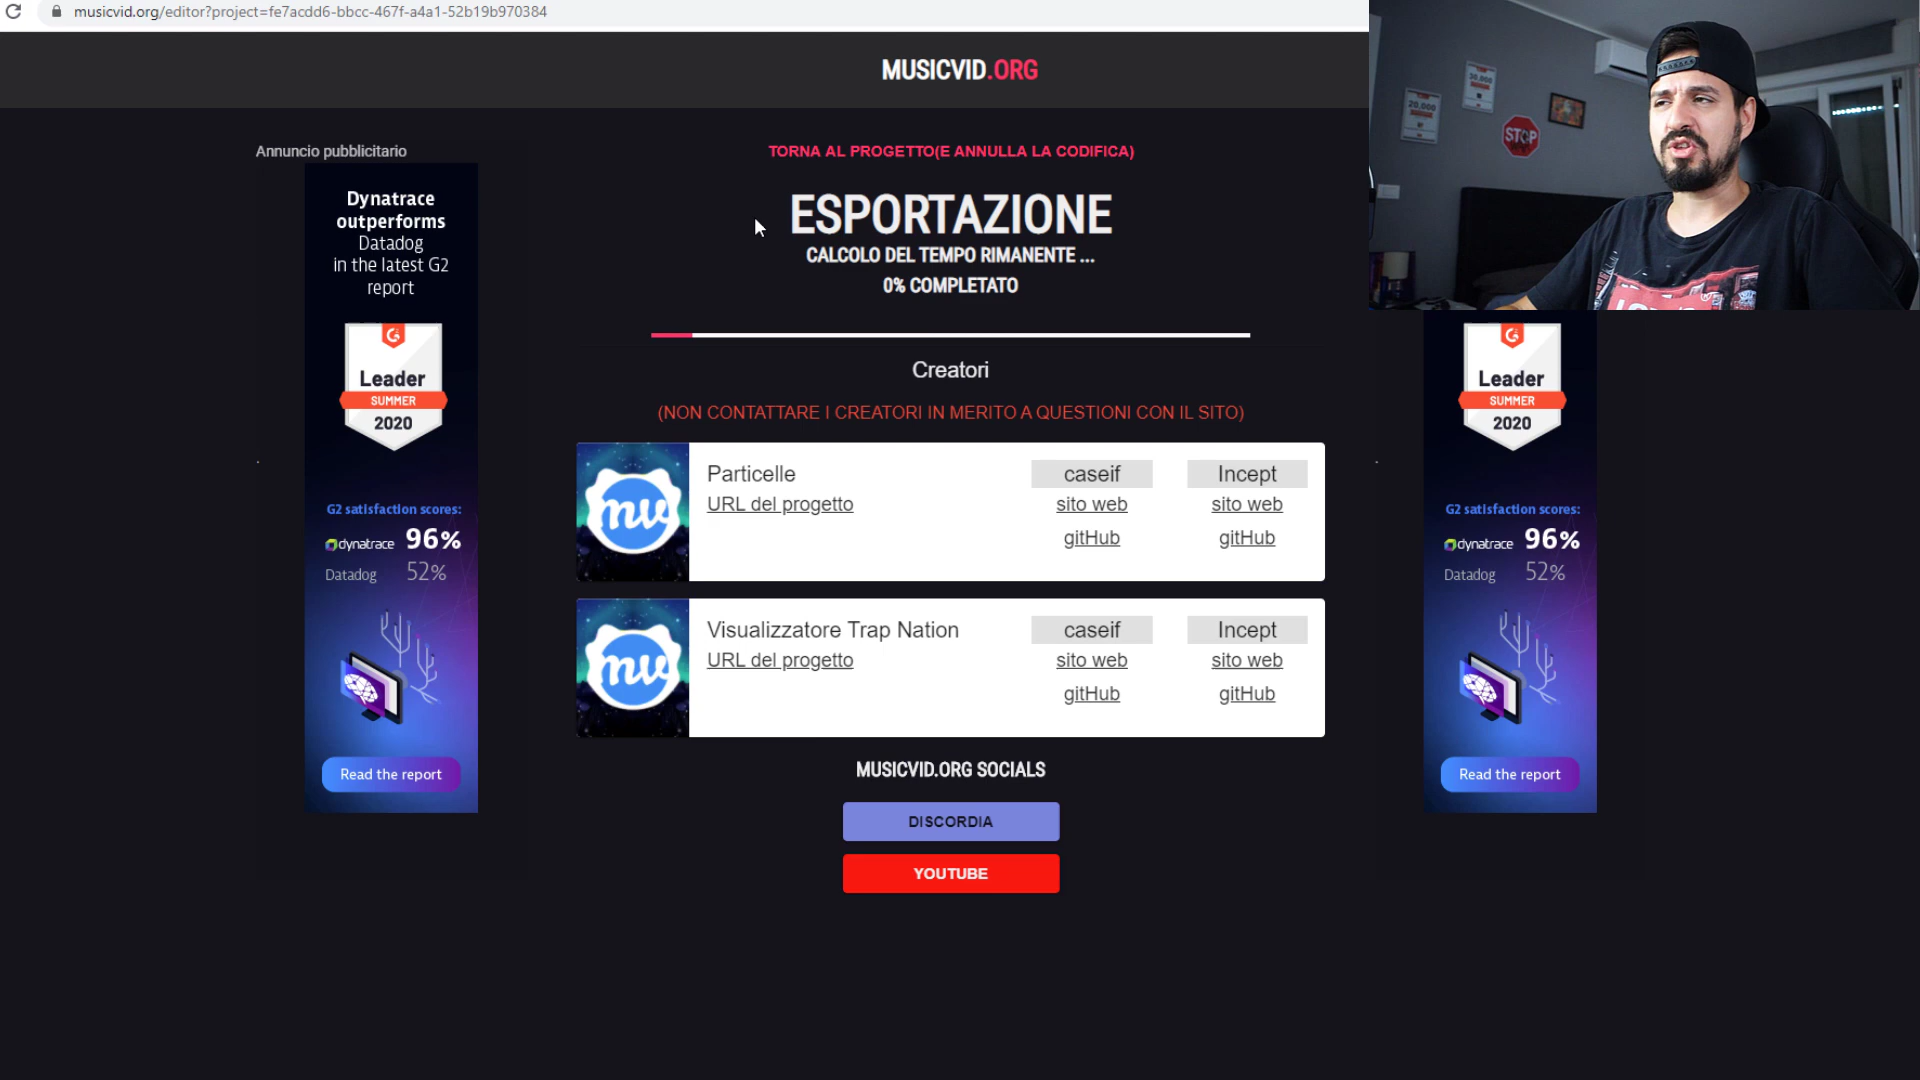 musicvid.org/editor?project=fe7acdd6-bbcc-467f-a4a1-52b19b970384
MUSICVID.ORG
Annuncio pubblicitario
TORNA AL PROGETTO(E ANNULLA LA CODIFICA)
ESPORTAZIONE
CALCOLO DEL TEMPO RIMANENTE ...
0% COMPLETATO
Creatori
(NON CONTATTARE I CREATORI IN MERITO A QUESTIONI CON IL SITO)
Particelle
URL del progetto
caseif
sito web
gitHub
Incept
sito web
gitHub
Visualizzatore Trap Nation
URL del progetto
caseif
sito web
gitHub
Incept
sito web
gitHub
MUSICVID.ORG SOCIALS
DISCORDIA
YOUTUBE
Dynatrace
outperforms
Datadog
in the latest G2
report
Leader
SUMMER
2020
G2 satisfaction scores:
dynatrace 96%
Datadog 52%
Read the report
Leader
SUMMER
2020
G2 satisfaction scores:
dynatrace 96%
Datadog 52%
Read the report
20.000
STOP